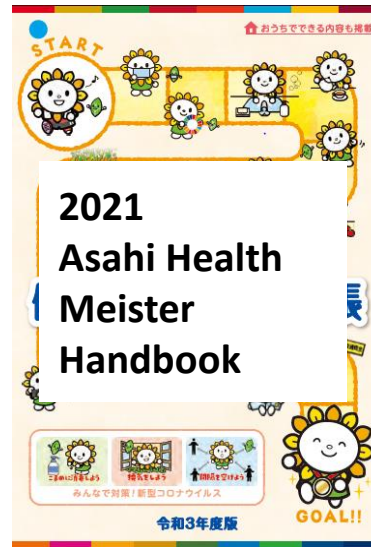 おうちでできる内容も掲載
START
2021
Asahi Health
Meister
Handbook
帳
こまめに消毒しよう
換気をしよう
間隔を空けよう
みんなで対策！新型コロナウイルス
令和3年度版
GOAL!!